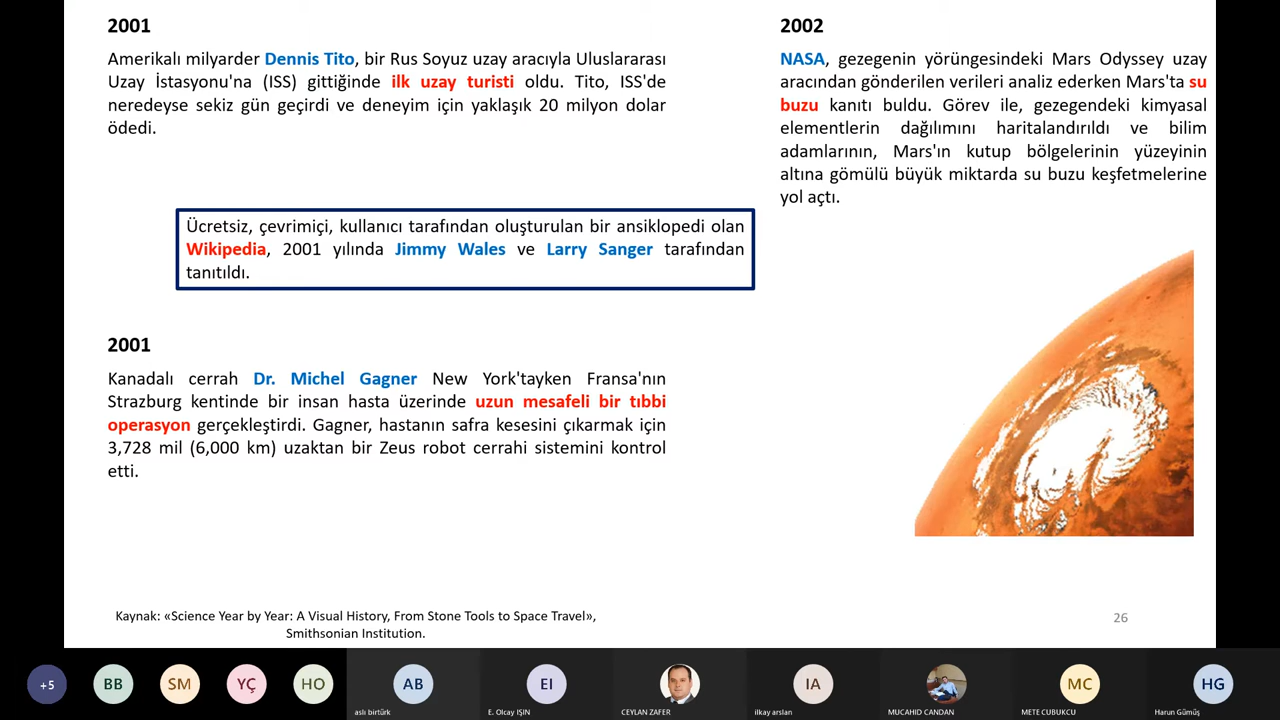 2001
Amerikalı milyarder Dennis Tito, bir Rus Soyuz uzay aracıyla Uluslararası
Uzay İstasyonu'na (ISS) gittiğinde ilk uzay turisti oldu. Tito, ISS'de
neredeyse sekiz gün geçirdi ve deneyim için yaklaşık 20 milyon dolar
ödedi.
Ücretsiz, çevrimiçi, kullanıcı tarafından oluşturulan bir ansiklopedi olan
Wikipedia, 2001 yılında Jimmy Wales ve Larry Sanger tarafından
tanıtıldı.
2001
Kanadalı cerrah Dr. Michel Gagner New York'tayken Fransa'nın
Strazburg kentinde bir insan hasta üzerinde uzun mesafeli bir tıbbi
operasyon gerçekleştirdi. Gagner, hastanın safra kesesini çıkarmak için
3,728 mil (6,000 km) uzaktan bir Zeus robot cerrahi sistemini kontrol
etti.
2002
NASA, gezegenin yörüngesindeki Mars Odyssey uzay
aracından gönderilen verileri analiz ederken Mars'ta su
buzu kanıtı buldu. Görev ile, gezegendeki kimyasal
elementlerin dağılımını haritalandırıldı ve bilim
adamlarının, Mars'ın kutup bölgelerinin yüzeyinin
altına gömülü büyük miktarda su buzu keşfetmelerine
yol açtı.
Kaynak: «Science Year by Year: A Visual History, From Stone Tools to Space Travel»,
Smithsonian Institution.
26
+5
BB
SM
YÇ
HO
AB
EI
IA
MC
HG
aslı birtürk
E. Olcay IŞIN
CEYLAN ZAFER
ilkay arslan
MUCAHID CANDAN
METE CUBUKCU
Harun Gümüş